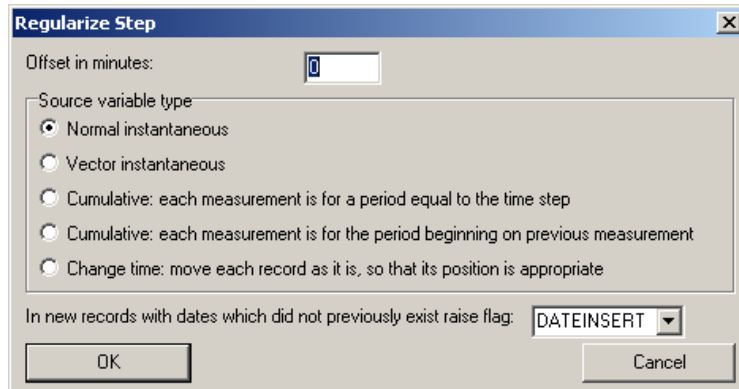 Regularize Step
Offset in minutes:
0
Source variable type
Normal instantaneous
Vector instantaneous
Cumulative: each measurement is for a period equal to the time step
Cumulative: each measurement is for the period beginning on previous measurement
Change time: move each record as it is, so that its position is appropriate
In new records with dates which did not previously exist raise flag: DATEINSERT
OK Cancel